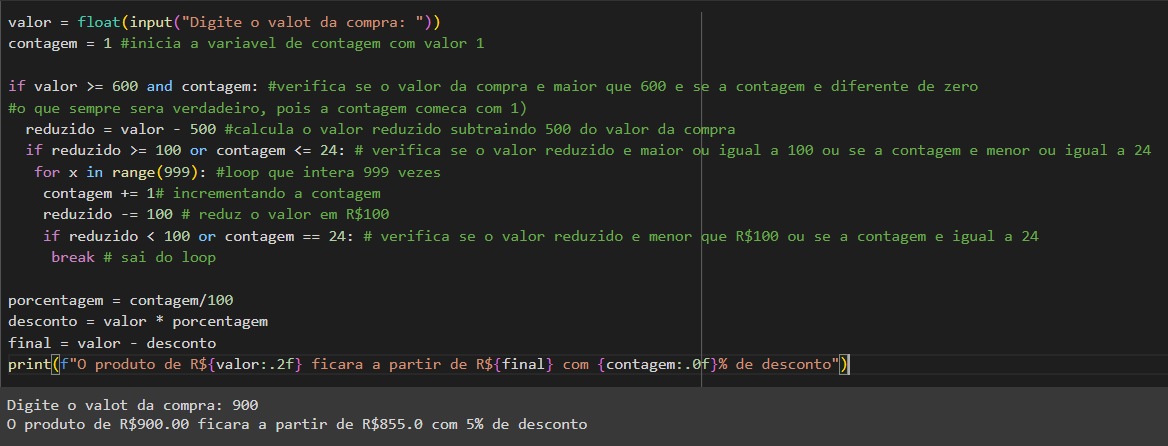 valor = float(input("Digite o valot da compra: "))
contagem = 1 #inicia a variavel de contagem com valor 1
if valor >= 600 and contagem: #verifica se o valor da compra e maior que 600 e se a contagem e diferente de zero
#o que sempre sera verdadeiro, pois a contagem comeca com 1)
reduzido = valor - 500 #calcula o valor reduzido subtraindo 500 do valor da compra
if reduzido >= 100 or contagem <= 24: # verifica se o valor reduzido e maior ou igual a 100 ou se a contagem e menor ou igual a 24
for x in range(999): #loop que intera 999 vezes
contagem += 1# incrementando a contagem
reduzido -= 100 # reduz o valor em R$100
if reduzido < 100 or contagem == 24: # verifica se o valor reduzido e menor que R$100 ou se a contagem e igual a 24
break # sai do loop
porcentagem = contagem/100
desconto = valor * porcentagem
final = valor - desconto
print(f"O produto de R${valor:.2f} ficara a partir de R${final} com {contagem:.0f}% de desconto")
Digite o valot da compra: 900
O produto de R$900.00 ficara a partir de R$855.0 com 5% de desconto